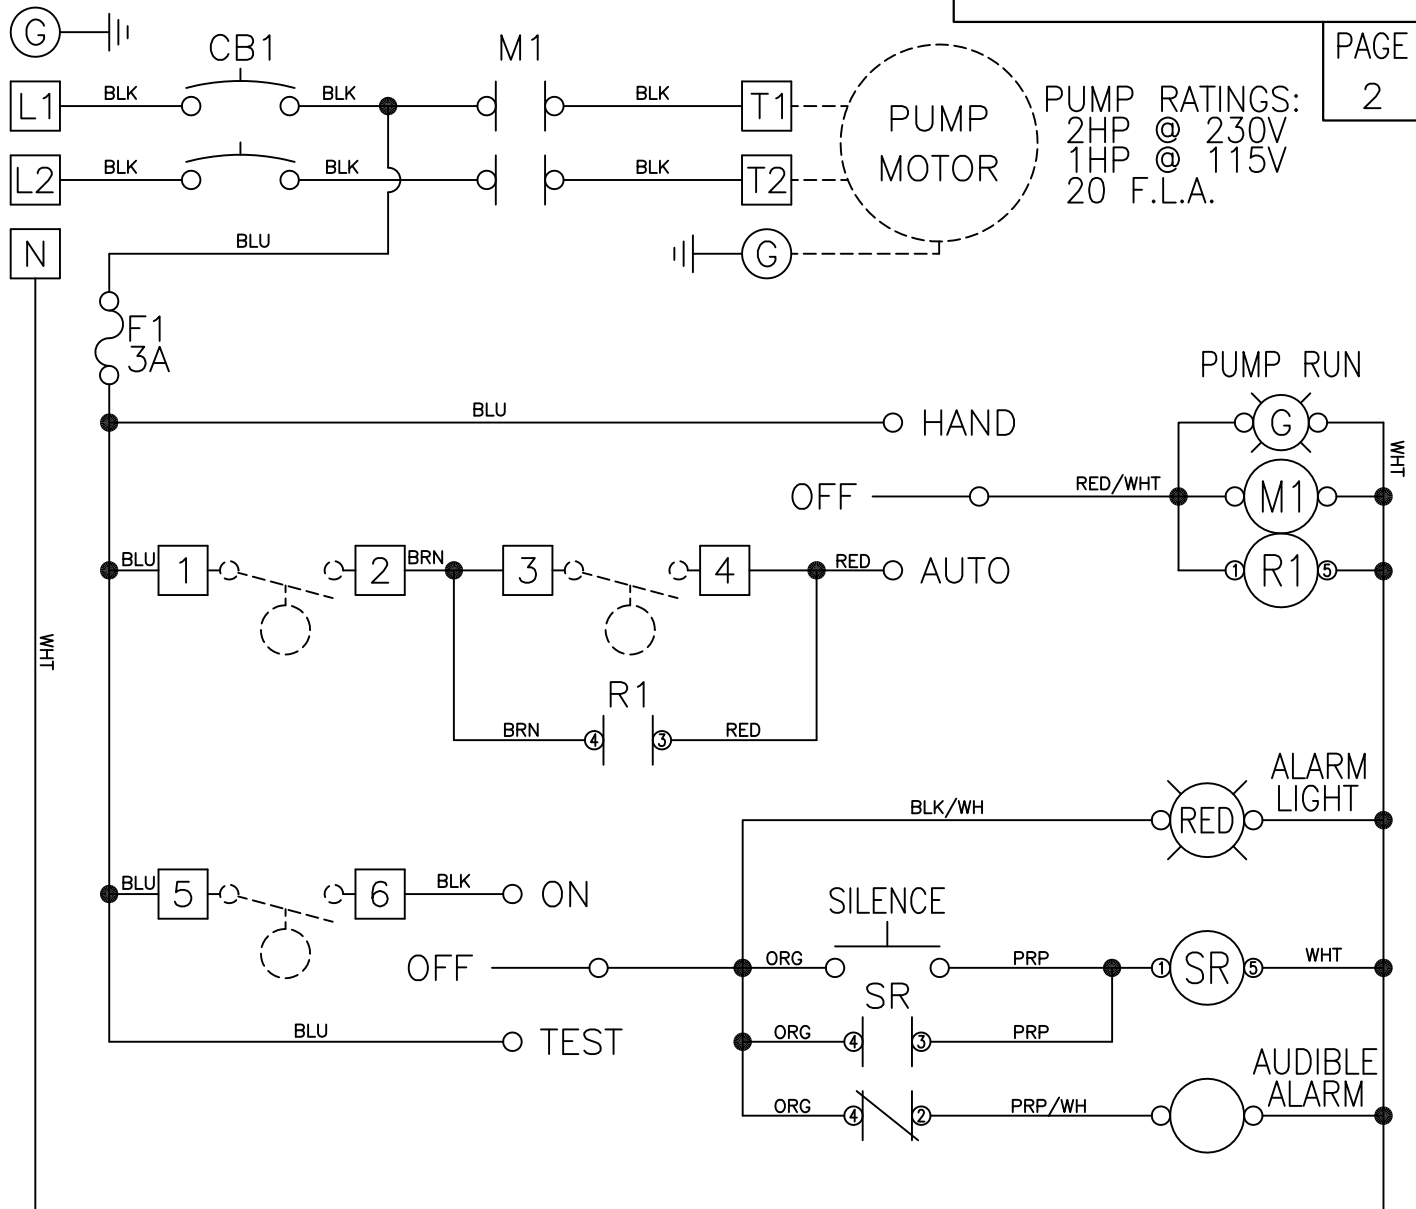 G
CB1
M1
PAGE
2
L1
BLK
BLK
BLK
T1
PUMP
MOTOR
PUMP RATINGS:
2HP @ 230V
1HP @ 115V
20 F.L.A.
L2
BLK
BLK
BLK
T2
N
BLU
G
F1
3A
PUMP RUN
BLU
HAND
G
WHT
OFF
RED/WHT
M1
BLU
1
2
BRN
3
4
RED
AUTO
1
R1
5
WHT
R1
BRN
4
3
RED
ALARM
LIGHT
BLK/WH
RED
BLU
5
6
BLK
ON
SILENCE
OFF
ORG
PRP
1
SR
5
WHT
SR
BLU
TEST
ORG
4
3
PRP
AUDIBLE
ALARM
ORG
4
2
PRP/WH